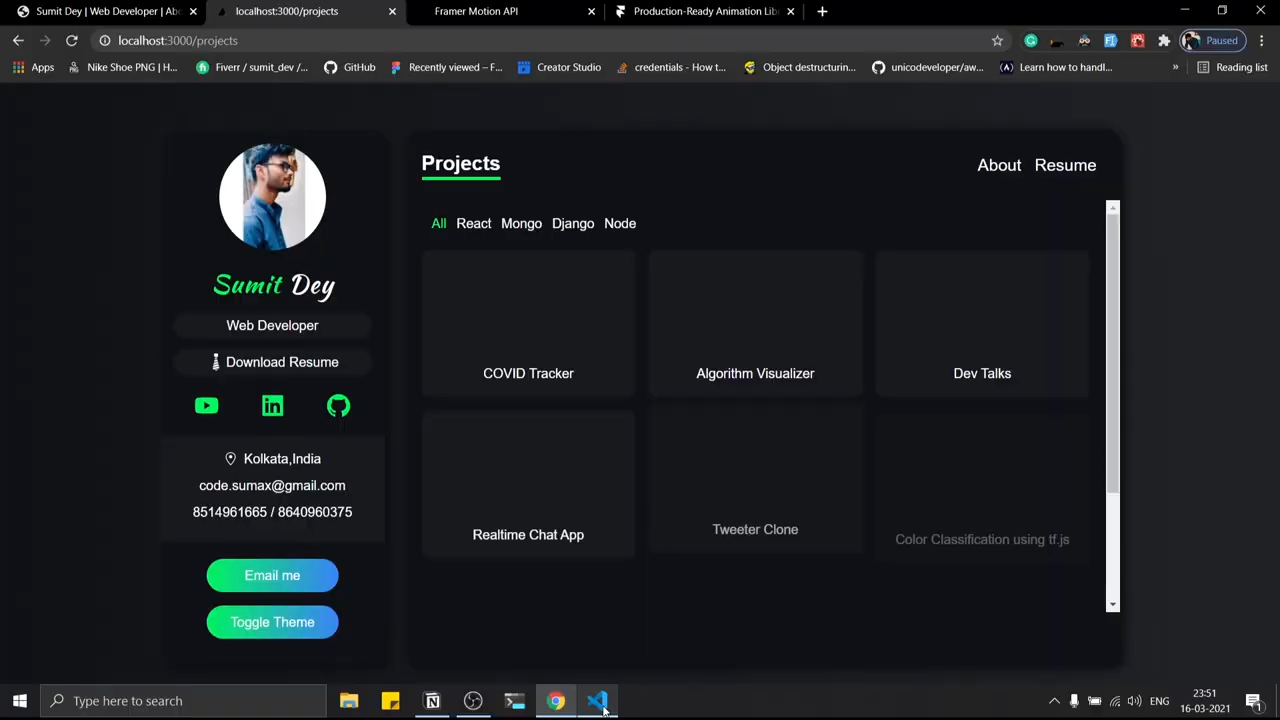 Sumit Dey | Web Developer | Abo
localhost:3000/projects
Framer Motion API
Production-Ready Animation Lib
localhost:3000/projects
Paused
Apps
Nike Shoe PNG | H...
Fiverr / sumit_dev /...
GitHub
Recently viewed – F...
Creator Studio
credentials - How t...
Object destructurin...
unicodeveloper/aw...
Learn how to handl...
»
Reading list
Projects
About
Resume
All
React
Mongo
Django
Node
Sumit Dey
Web Developer
Download Resume
Kolkata,India
code.sumax@gmail.com
8514961665 / 8640960375
Email me
Toggle Theme
COVID Tracker
Algorithm Visualizer
Dev Talks
Realtime Chat App
Tweeter Clone
Color Classification using tf.js
Type here to search
ENG
23:51
16-03-2021